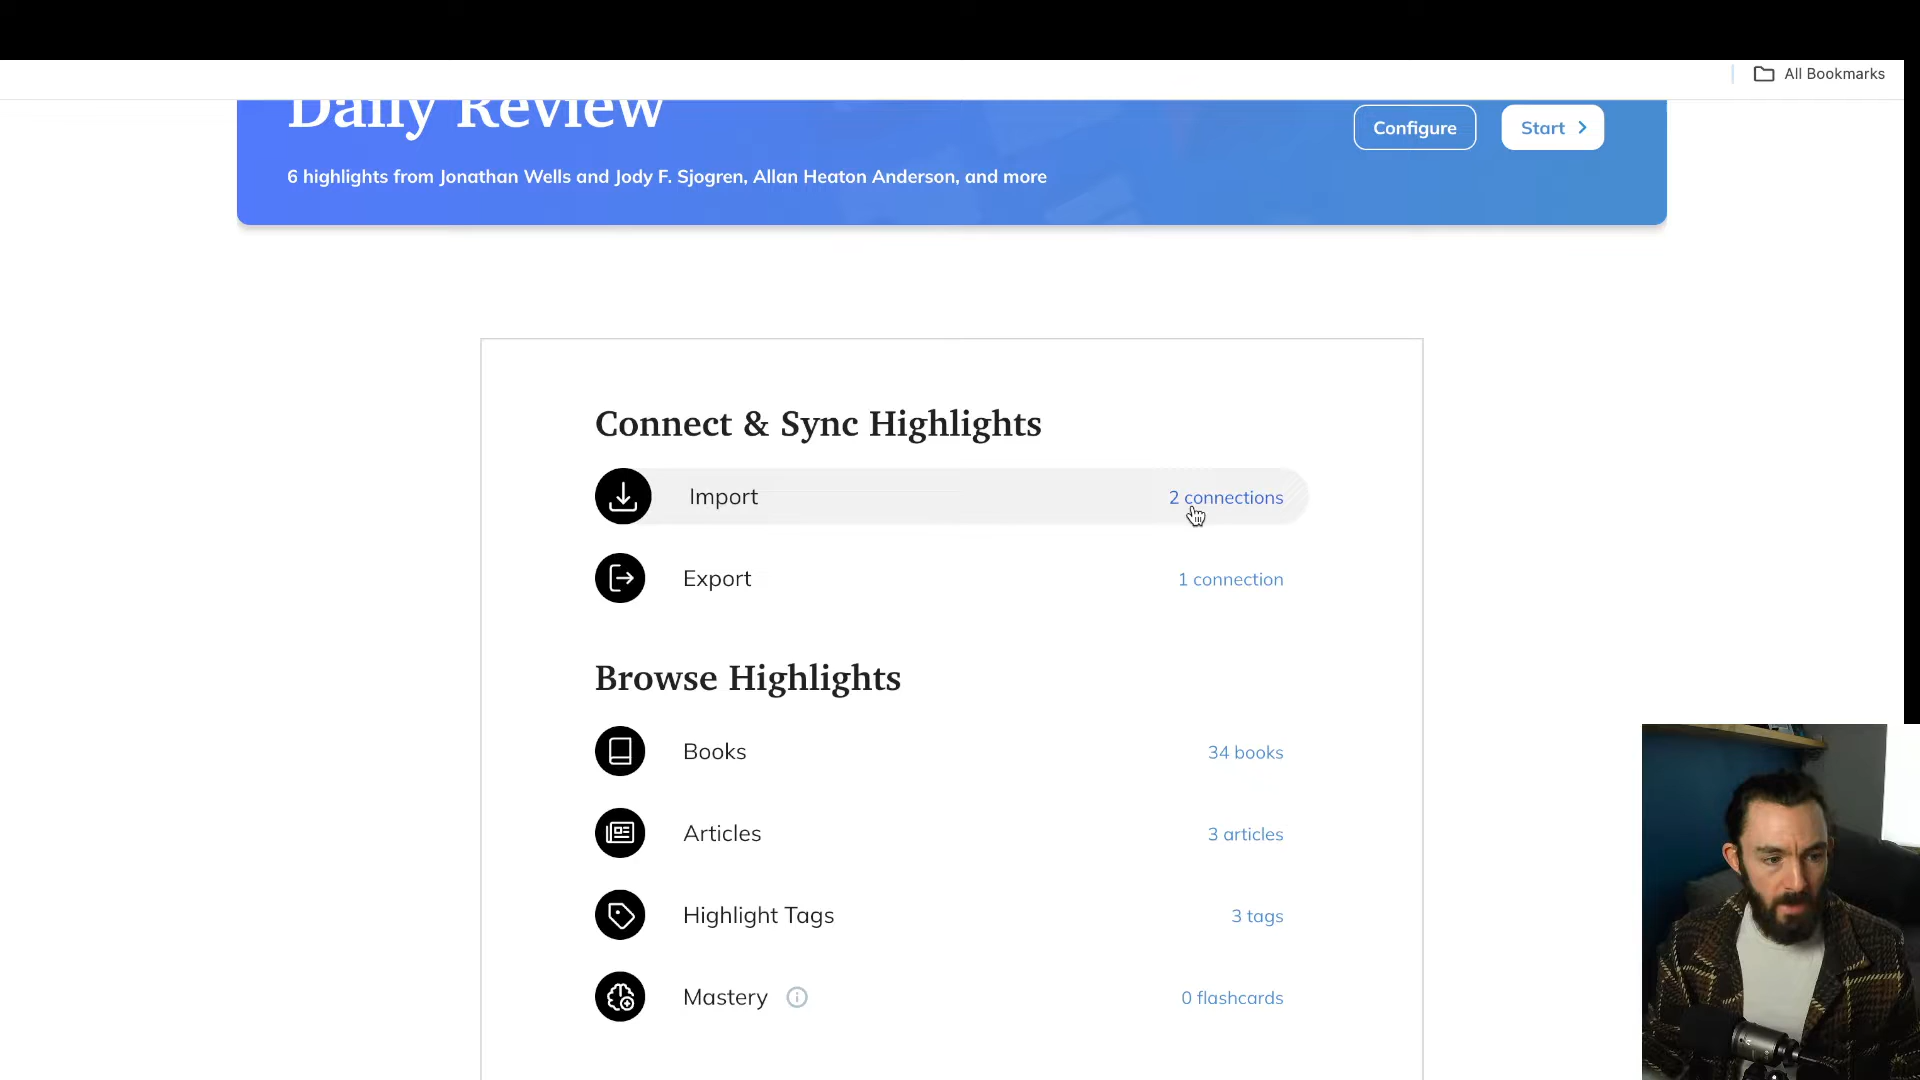 All Bookmarks
Daily Review
Configure
Start
6 highlights from Jonathan Wells and Jody F. Sjogren, Allan Heaton Anderson, and more
Connect & Sync Highlights
Import
2 connections
Export
1 connection
Browse Highlights
Books
34 books
Articles
3 articles
Highlight Tags
3 tags
Mastery
0 flashcards